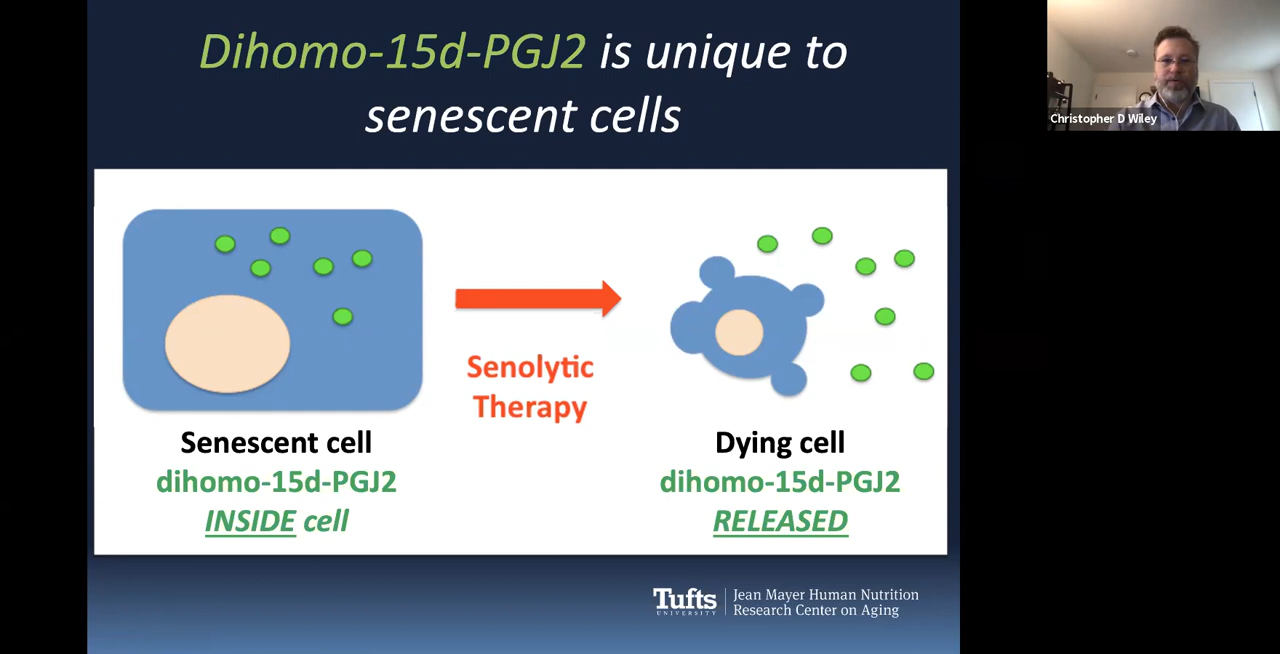 Dihomo-15d-PGJ2 is unique to
senescent cells
Christopher D Wiley
Senolytic
Therapy
Senescent cell
dihomo-15d-PGJ2
INSIDE cell
Dying cell
dihomo-15d-PGJ2
RELEASED
Tufts
UNIVERSITY
Jean Mayer Human Nutrition
Research Center on Aging